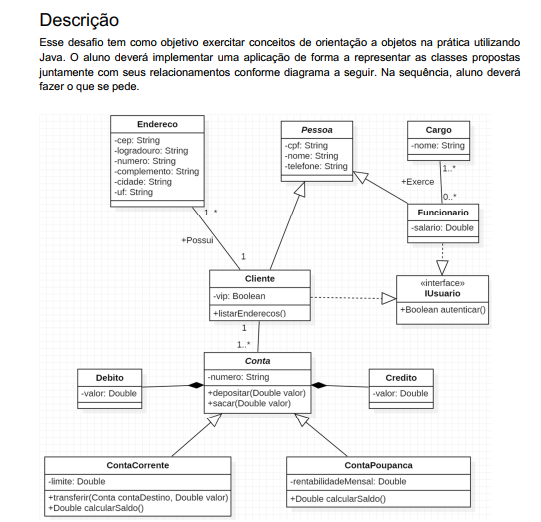 Descrição
Esse desafio tem como objetivo exercitar conceitos de orientação a objetos na prática utilizando
Java. O aluno deverá implementar uma aplicação de forma a representar as classes propostas
juntamente com seus relacionamentos conforme diagrama a seguir. Na sequência, aluno deverá
fazer o que se pede.
Endereco
-cep: String
-logradouro: String
-numero: String
-complemento: String
-cidade: String
-uf: String
Pessoa
-cpf: String
-nome: String
-telefone: String
Cargo
-nome: String
1..*
+Exerce
0..*
Funcionario
-salario: Double
1..*
+Possui
1
Cliente
-vip: Boolean
+listarEnderecos()
«interface»
IUsuario
+Boolean autenticar()
1
1..*
Conta
-numero: String
+depositar(Double valor)
+sacar(Double valor)
Debito
-valor: Double
Credito
-valor: Double
ContaCorrente
-limite: Double
+transferir(Conta contaDestino, Double valor)
+Double calcularSaldo()
ContaPoupanca
-rentabilidadeMensal: Double
+Double calcularSaldo()